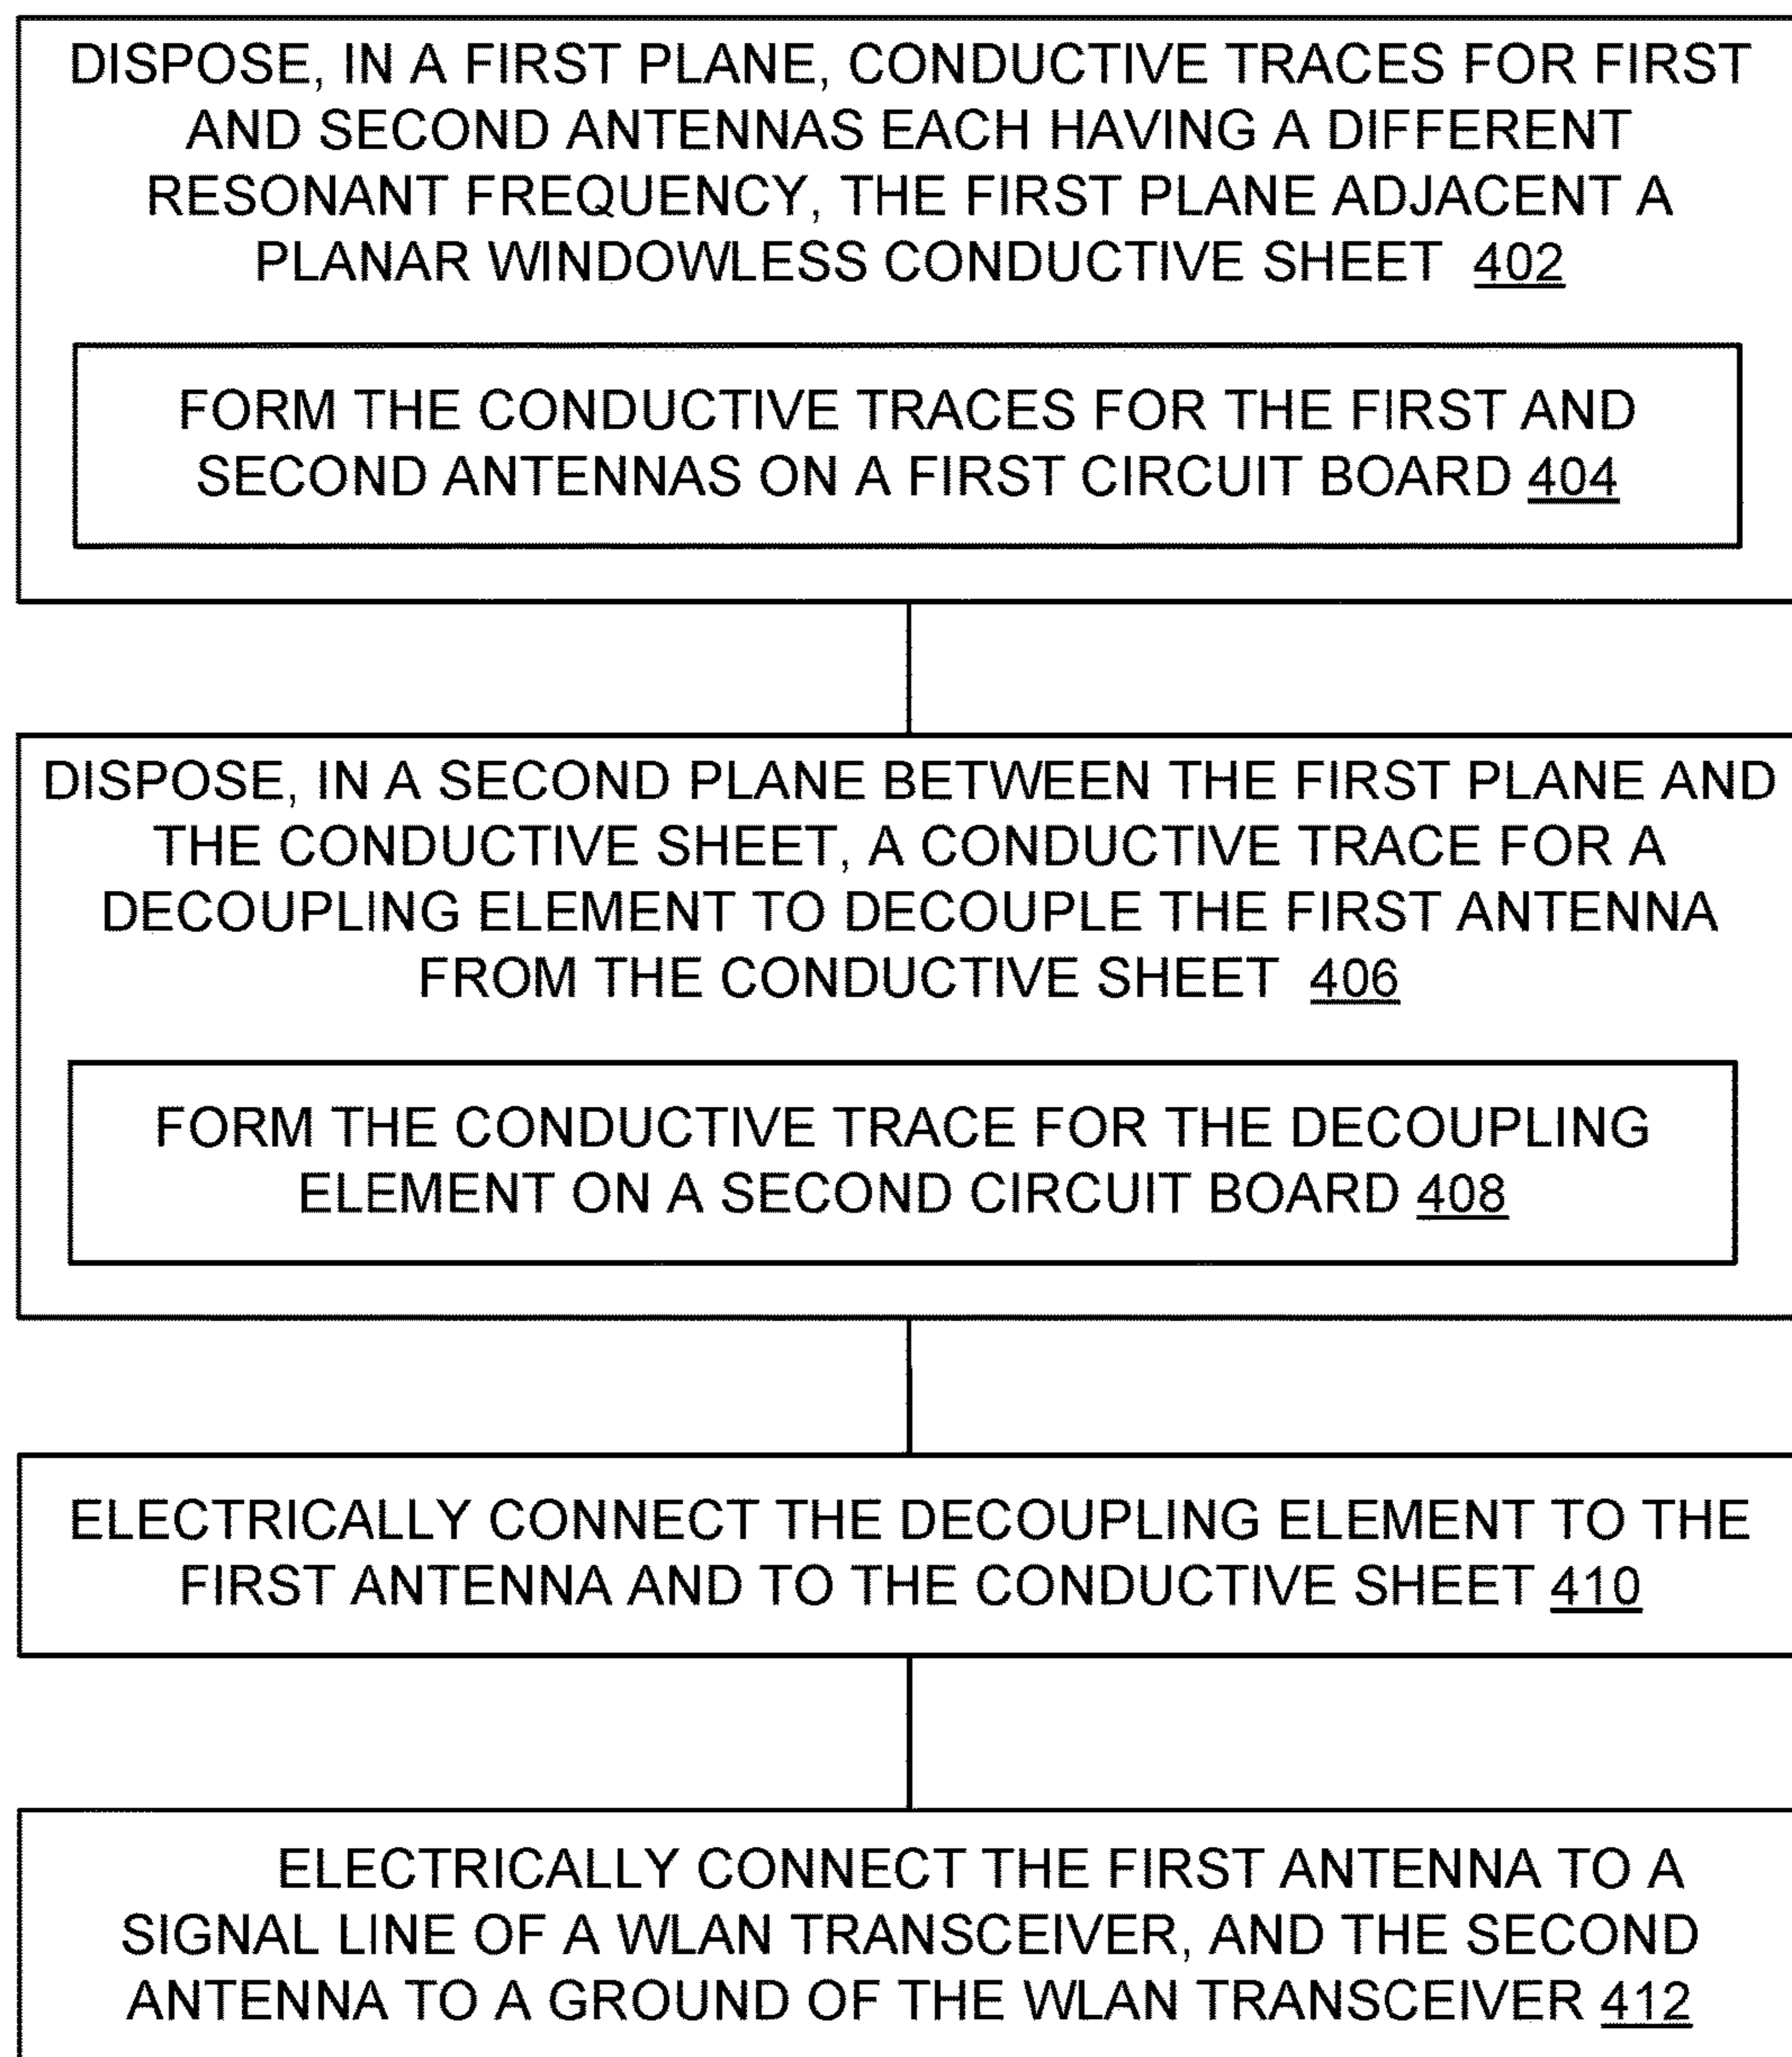 DISPOSE, IN A FIRST PLANE, CONDUCTIVE TRACES FOR FIRST
AND SECOND ANTENNAS EACH HAVING A DIFFERENT
RESONANT FREQUENCY, THE FIRST PLANE ADJACENT A
PLANAR WINDOWLESS CONDUCTIVE SHEET 402
FORM THE CONDUCTIVE TRACES FOR THE FIRST AND
SECOND ANTENNAS ON A FIRST CIRCUIT BOARD 404
DISPOSE, IN A SECOND PLANE BETWEEN THE FIRST PLANE AND
THE CONDUCTIVE SHEET, A CONDUCTIVE TRACE FOR A
DECOUPLING ELEMENT TO DECOUPLE THE FIRST ANTENNA
FROM THE CONDUCTIVE SHEET 406
FORM THE CONDUCTIVE TRACE FOR THE DECOUPLING
ELEMENT ON A SECOND CIRCUIT BOARD 408
ELECTRICALLY CONNECT THE DECOUPLING ELEMENT TO THE
FIRST ANTENNA AND TO THE CONDUCTIVE SHEET 410
ELECTRICALLY CONNECT THE FIRST ANTENNA TO A
SIGNAL LINE OF A WLAN TRANSCEIVER, AND THE SECOND
ANTENNA TO A GROUND OF THE WLAN TRANSCEIVER 412